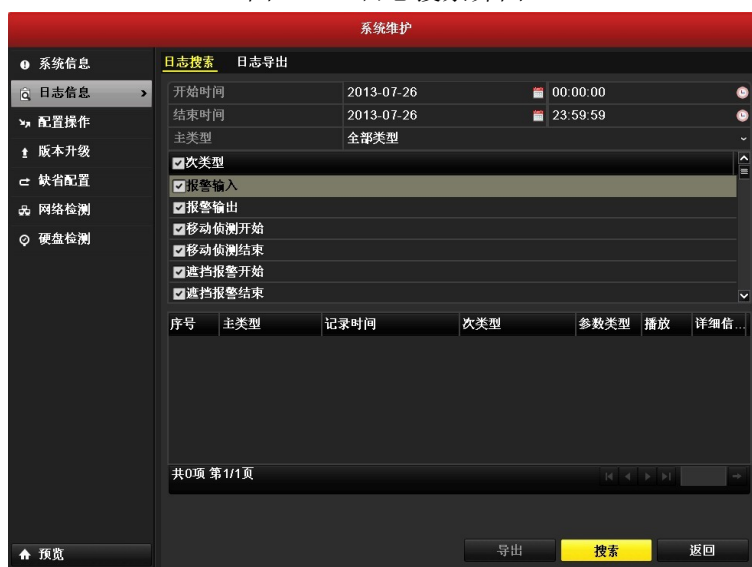 系统维护
系统信息
日志信息
配置操作
版本升级
缺省配置
网络检测
硬盘检测
预览
日志搜索 日志导出
开始时间 2013-07-26 00:00:00
结束时间 2013-07-26 23:59:59
主类型 全部类型
次类型
报警输入
报警输出
移动侦测开始
移动侦测结束
遮挡报警开始
遮挡报警结束
序号 主类型 记录时间 次类型 参数类型 播放 详细信...
共0项 第1/1页
导出 搜索 返回